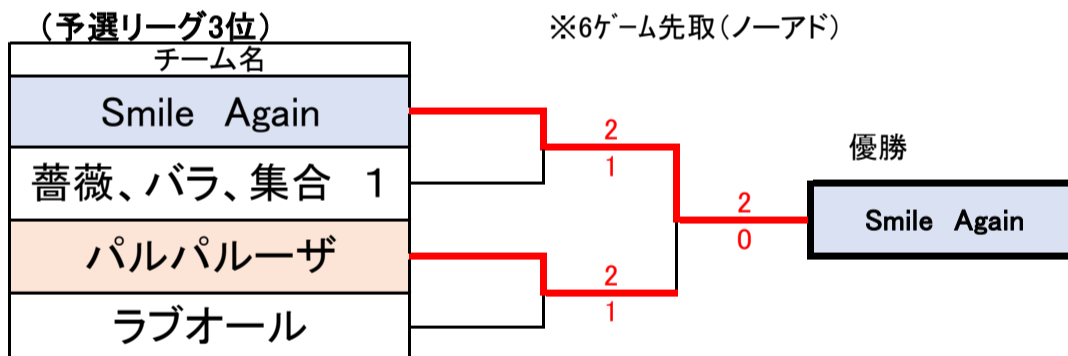 (予選リーグ3位)
※6ゲーム先取(ノーアド)
チーム名
Smile Again
薔薇、バラ、集合 1
パルパルーザ
ラブオール
2
1
2
1
2
0
優勝
Smile Again